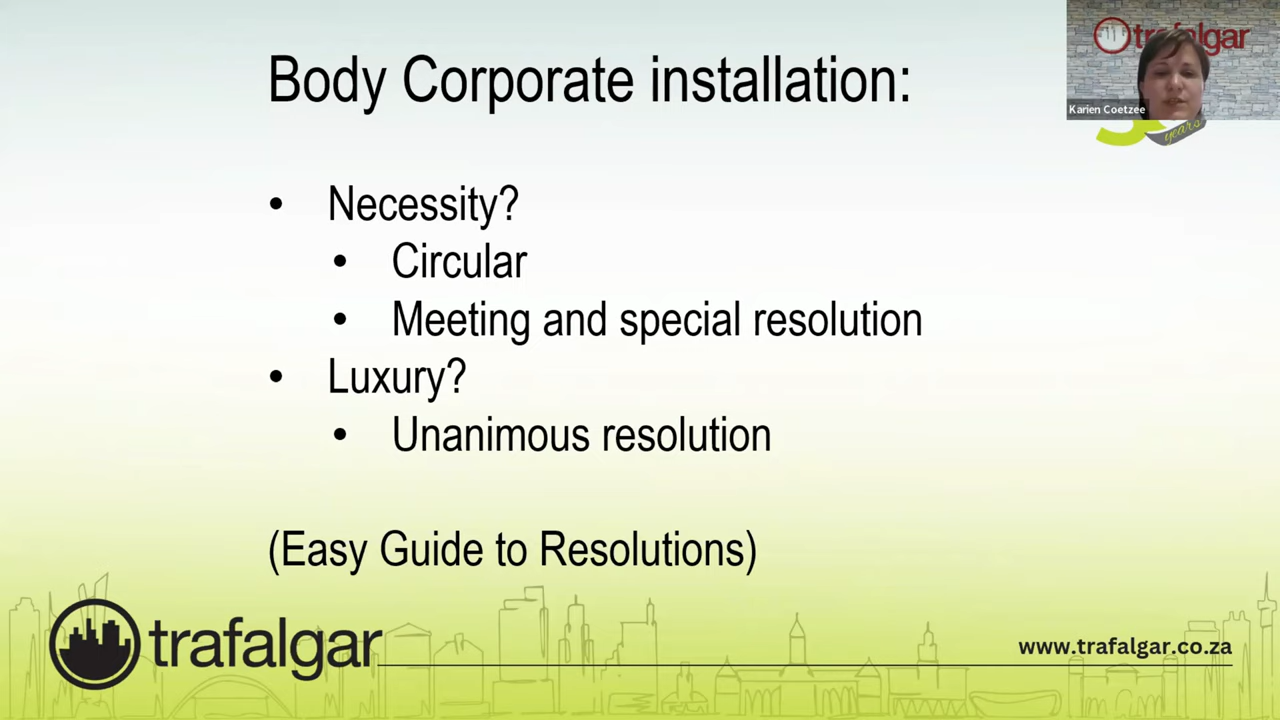 Body Corporate installation:
trafalgar
Karien Coetzee
years
• Necessity?
• Circular
• Meeting and special resolution
• Luxury?
• Unanimous resolution
(Easy Guide to Resolutions)
trafalgar
www.trafalgar.co.za